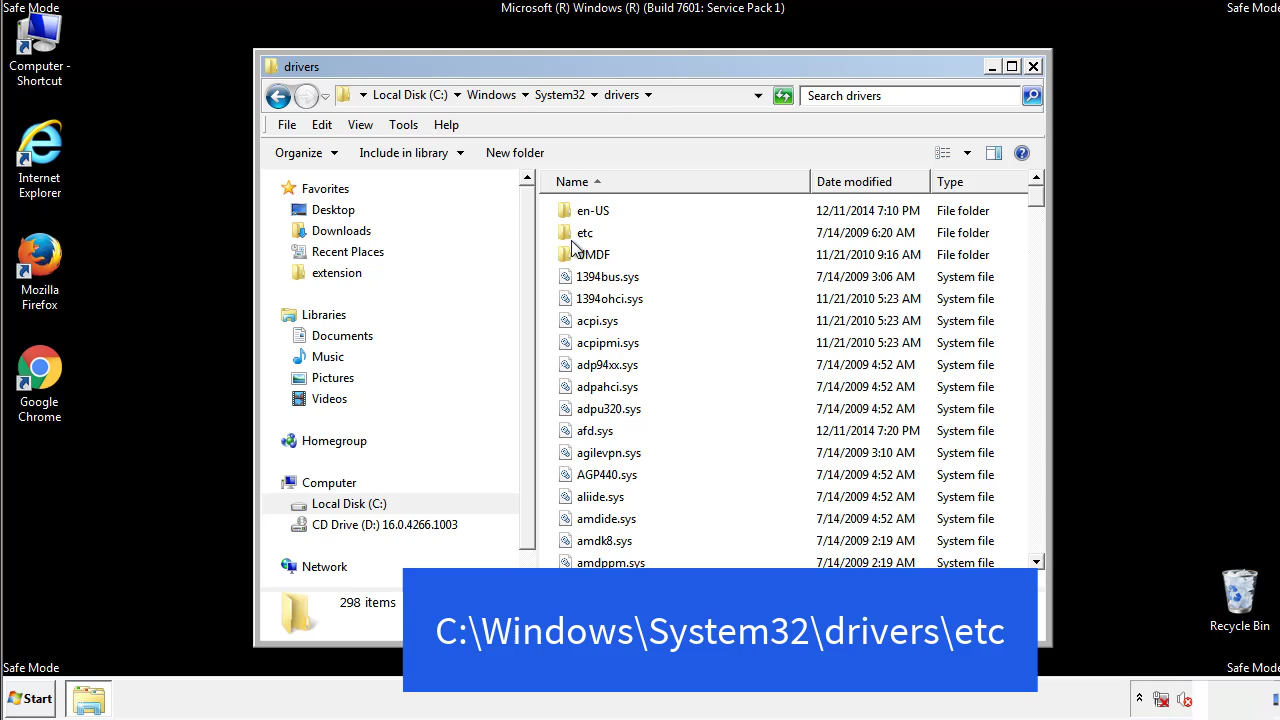 Safe Mode
Microsoft (R) Windows (R) (Build 7601: Service Pack 1)
Safe Mode
Computer -
Shortcut
Internet
Explorer
Mozilla
Firefox
Google
Chrome
drivers
Local Disk (C:) Windows System32 drivers
Search drivers
File Edit View Tools Help
Organize Include in library New folder
Favorites
Desktop
Downloads
Recent Places
extension
Libraries
Documents
Music
Pictures
Videos
Homegroup
Computer
Local Disk (C:)
CD Drive (D:) 16.0.4266.1003
Network
Name Date modified Type
en-US 12/11/2014 7:10 PM File folder
etc 7/14/2009 6:20 AM File folder
UMDF 11/21/2010 9:16 AM File folder
1394bus.sys 7/14/2009 3:06 AM System file
1394ohci.sys 11/21/2010 5:23 AM System file
acpi.sys 11/21/2010 5:23 AM System file
acpipmi.sys 11/21/2010 5:23 AM System file
adp94xx.sys 7/14/2009 4:52 AM System file
adpahci.sys 7/14/2009 4:52 AM System file
adpu320.sys 7/14/2009 4:52 AM System file
afd.sys 12/11/2014 7:20 PM System file
agilevpn.sys 7/14/2009 3:10 AM System file
AGP440.sys 7/14/2009 4:52 AM System file
aliide.sys 7/14/2009 4:52 AM System file
amdide.sys 7/14/2009 4:52 AM System file
amdk8.sys 7/14/2009 2:19 AM System file
amdppm.sys 7/14/2009 2:19 AM System file
298 items
C:\Windows\System32\drivers\etc
Recycle Bin
Safe Mode
Safe Mode
Start